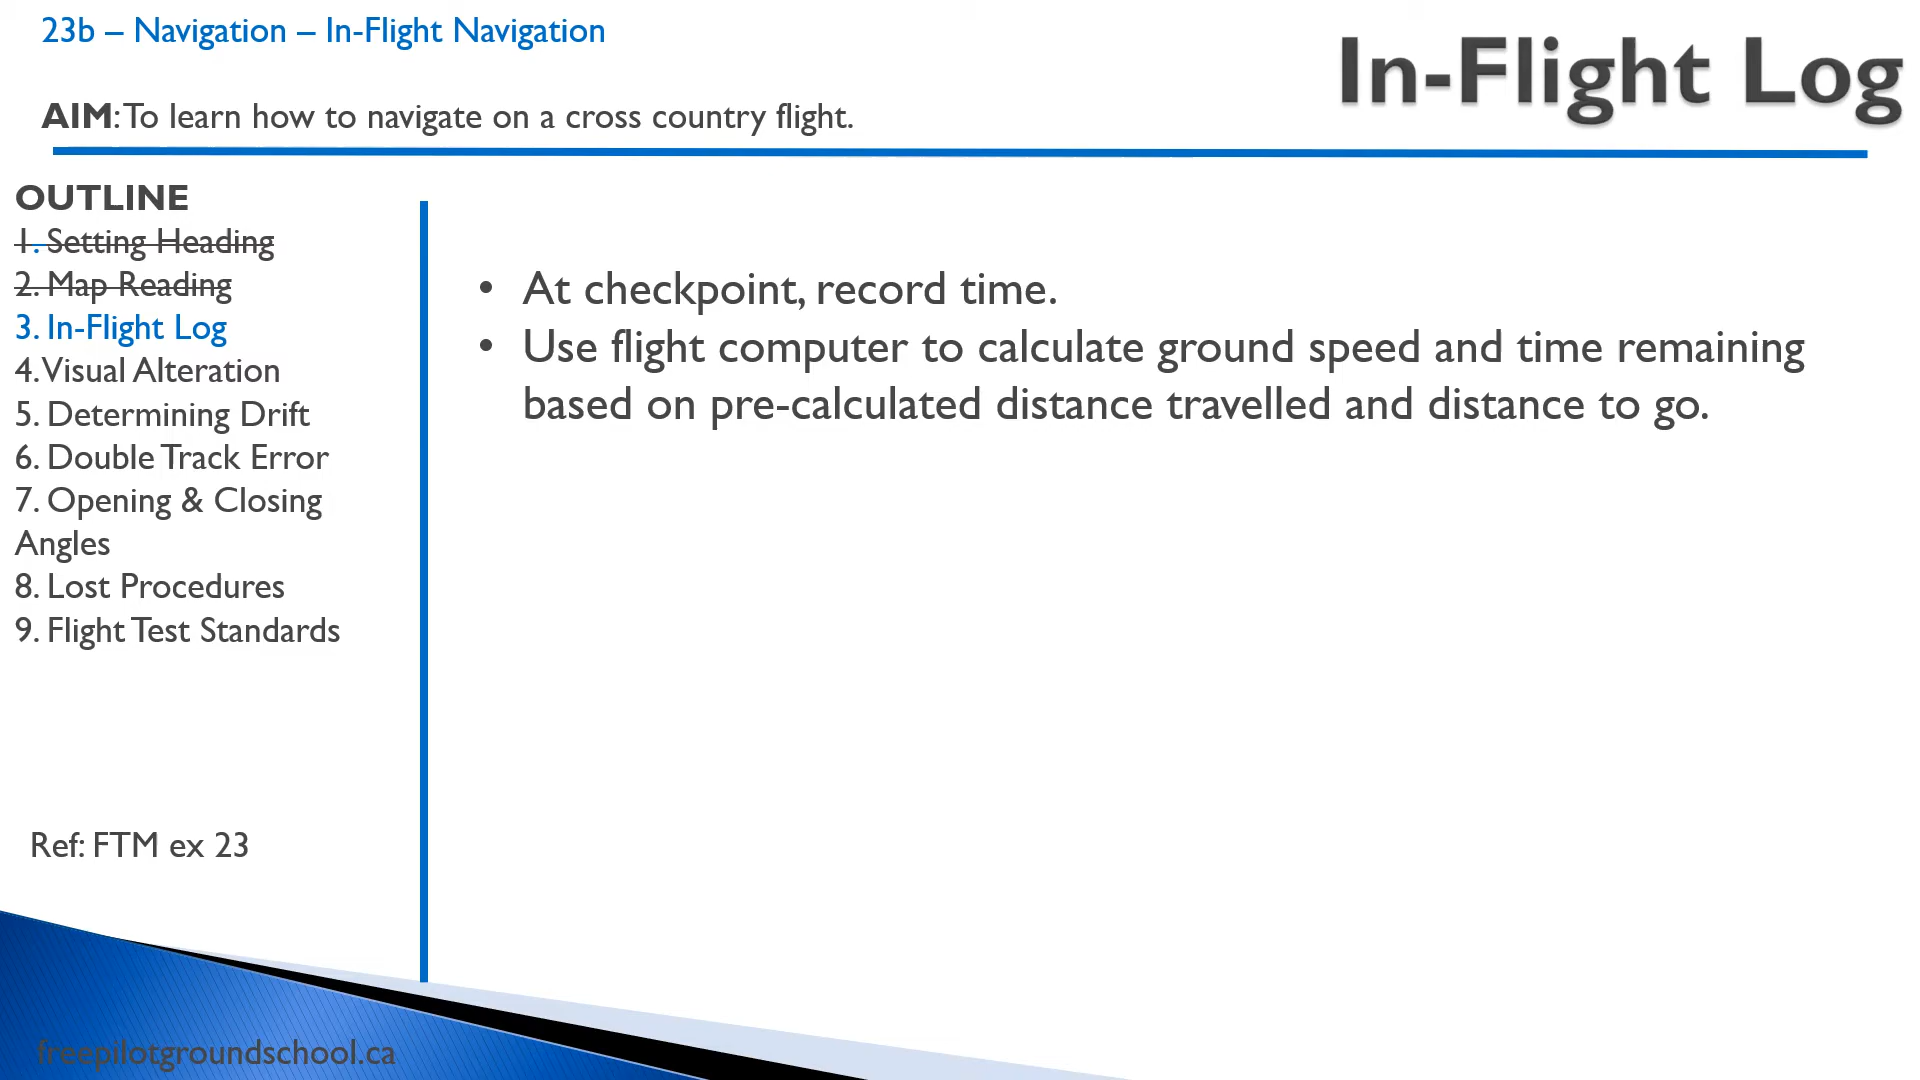 23b – Navigation – In-Flight Navigation
In-Flight Log
AIM: To learn how to navigate on a cross country flight.
OUTLINE
1. Setting Heading
2. Map Reading
3. In-Flight Log
4. Visual Alteration
5. Determining Drift
6. Double Track Error
7. Opening & Closing
Angles
8. Lost Procedures
9. Flight Test Standards
Ref: FTM ex 23
• At checkpoint, record time.
• Use flight computer to calculate ground speed and time remaining
based on pre-calculated distance travelled and distance to go.
freepilotgroundschool.ca